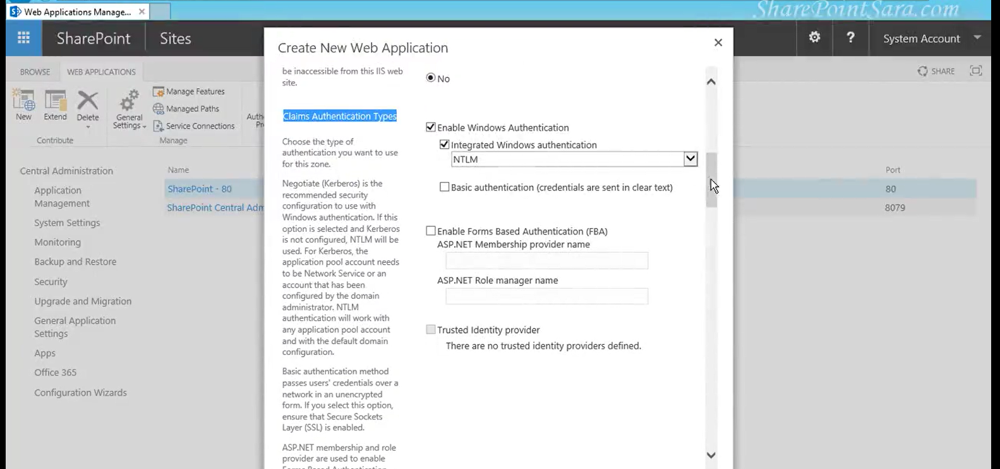 Web Applications Manage...
SharePointSara.com
SharePoint
Sites
System Account
BROWSE
WEB APPLICATIONS
SHARE
New
Extend
Delete
General
Settings
Manage Features
Managed Paths
Service Connections
Auth
Pr
Contribute
Manage
Central Administration
Application
Management
System Settings
Monitoring
Backup and Restore
Security
Upgrade and Migration
General Application
Settings
Apps
Office 365
Configuration Wizards
Name
Port
SharePoint - 80
80
SharePoint Central Adm
8079
Create New Web Application
be inaccessible from this IIS web
site.
Claims Authentication Types
Choose the type of
authentication you want to use
for this zone.
Negotiate (Kerberos) is the
recommended security
configuration to use with
Windows authentication. If this
option is selected and Kerberos
is not configured, NTLM will be
used. For Kerberos, the
application pool account needs
to be Network Service or an
account that has been
configured by the domain
administrator. NTLM
authentication will work with
any application pool account
and with the default domain
configuration.
Basic authentication method
passes users' credentials over a
network in an unencrypted
form. If you select this option,
ensure that Secure Sockets
Layer (SSL) is enabled.
ASP.NET membership and role
provider are used to enable
Forms Based Authentication
No
Enable Windows Authentication
Integrated Windows authentication
NTLM
Basic authentication (credentials are sent in clear text)
Enable Forms Based Authentication (FBA)
ASP.NET Membership provider name
ASP.NET Role manager name
Trusted Identity provider
There are no trusted identity providers defined.